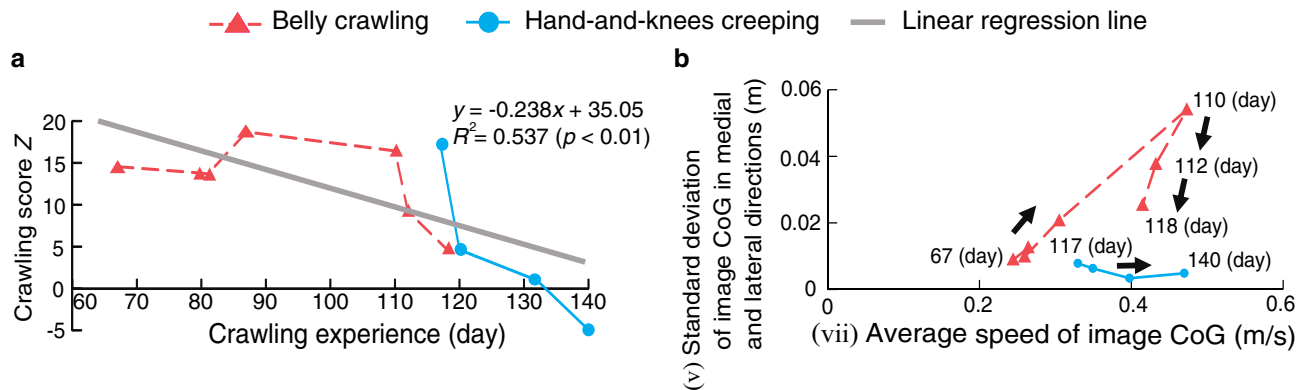 Belly crawling Hand-and-knees creeping Linear regression line
a
y = -0.238x + 35.05
R² = 0.537 (p < 0.01)
Crawling score Z
20
15
10
5
0
-5
60 70 80 90 100 110 120 130 140
Crawling experience (day)
b
(v) Standard deviation
of image CoG in medial
and lateral directions (m)
0.06
0.04
0.02
0
110 (day)
112 (day)
118 (day)
67 (day)
117 (day)
140 (day)
0 0.2 0.4 0.6
(vii) Average speed of image CoG (m/s)